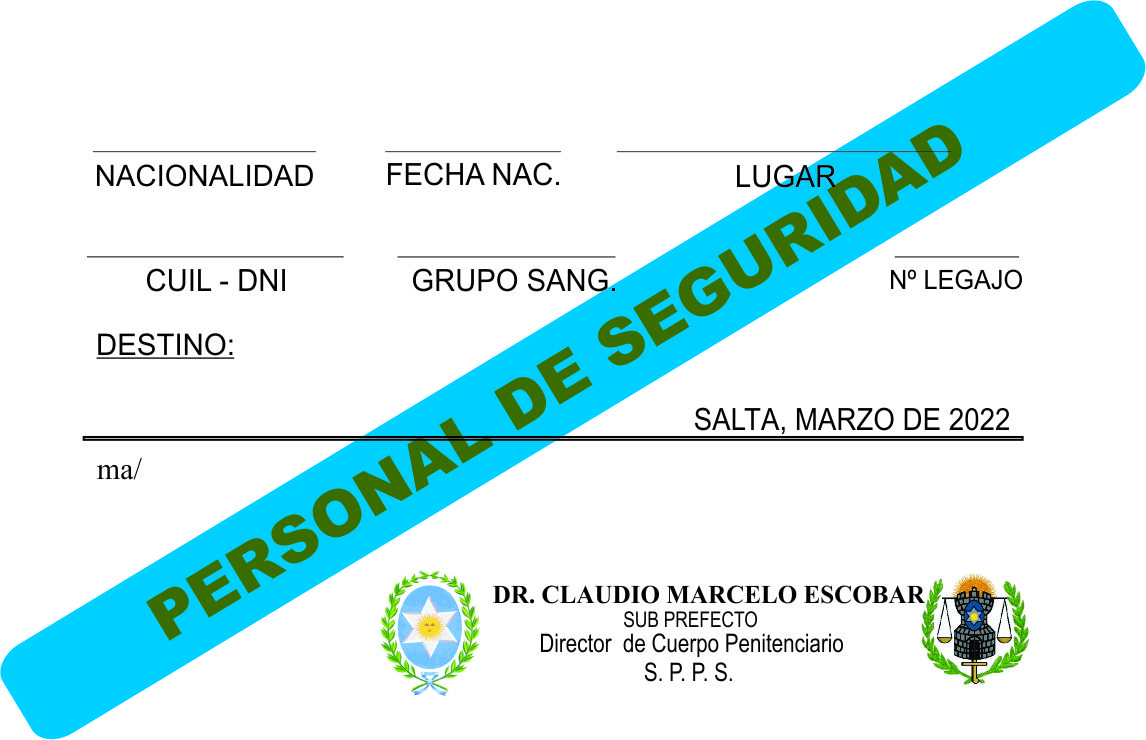 NACIONALIDAD FECHA NAC. LUGAR
CUIL - DNI GRUPO SANG. Nº LEGAJO
DESTINO:
PERSONAL DE SEGURIDAD
SALTA, MARZO DE 2022
ma/
DR. CLAUDIO MARCELO ESCOBAR
SUB PREFECTO
Director de Cuerpo Penitenciario
S. P. P. S.